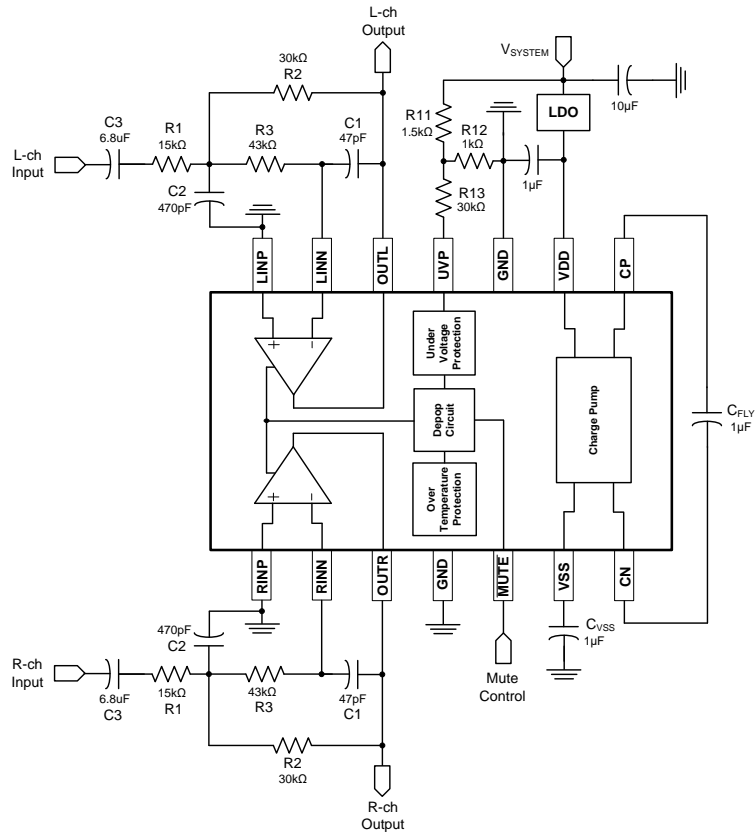 L-ch
Output
VSYSTEM
30kΩ
R2
10µF
LDO
C3
6.8uF
R1
15kΩ
R3
43kΩ
C1
47pF
R11
1.5kΩ
R12
1kΩ
1µF
L-ch
Input
C2
470pF
R13
30kΩ
LINP
LINN
OUTL
UVP
GND
VDD
CP
+
-
Under
Voltage
Protection
Depop
Circuit
Over
Temperature
Protection
Charge Pump
CFLY
1µF
+
-
RINP
RINN
OUTR
GND
MUTE
VSS
CN
470pF
C2
CVSS
1µF
R-ch
Input
6.8uF
C3
15kΩ
R1
43kΩ
R3
47pF
C1
Mute
Control
R2
30kΩ
R-ch
Output